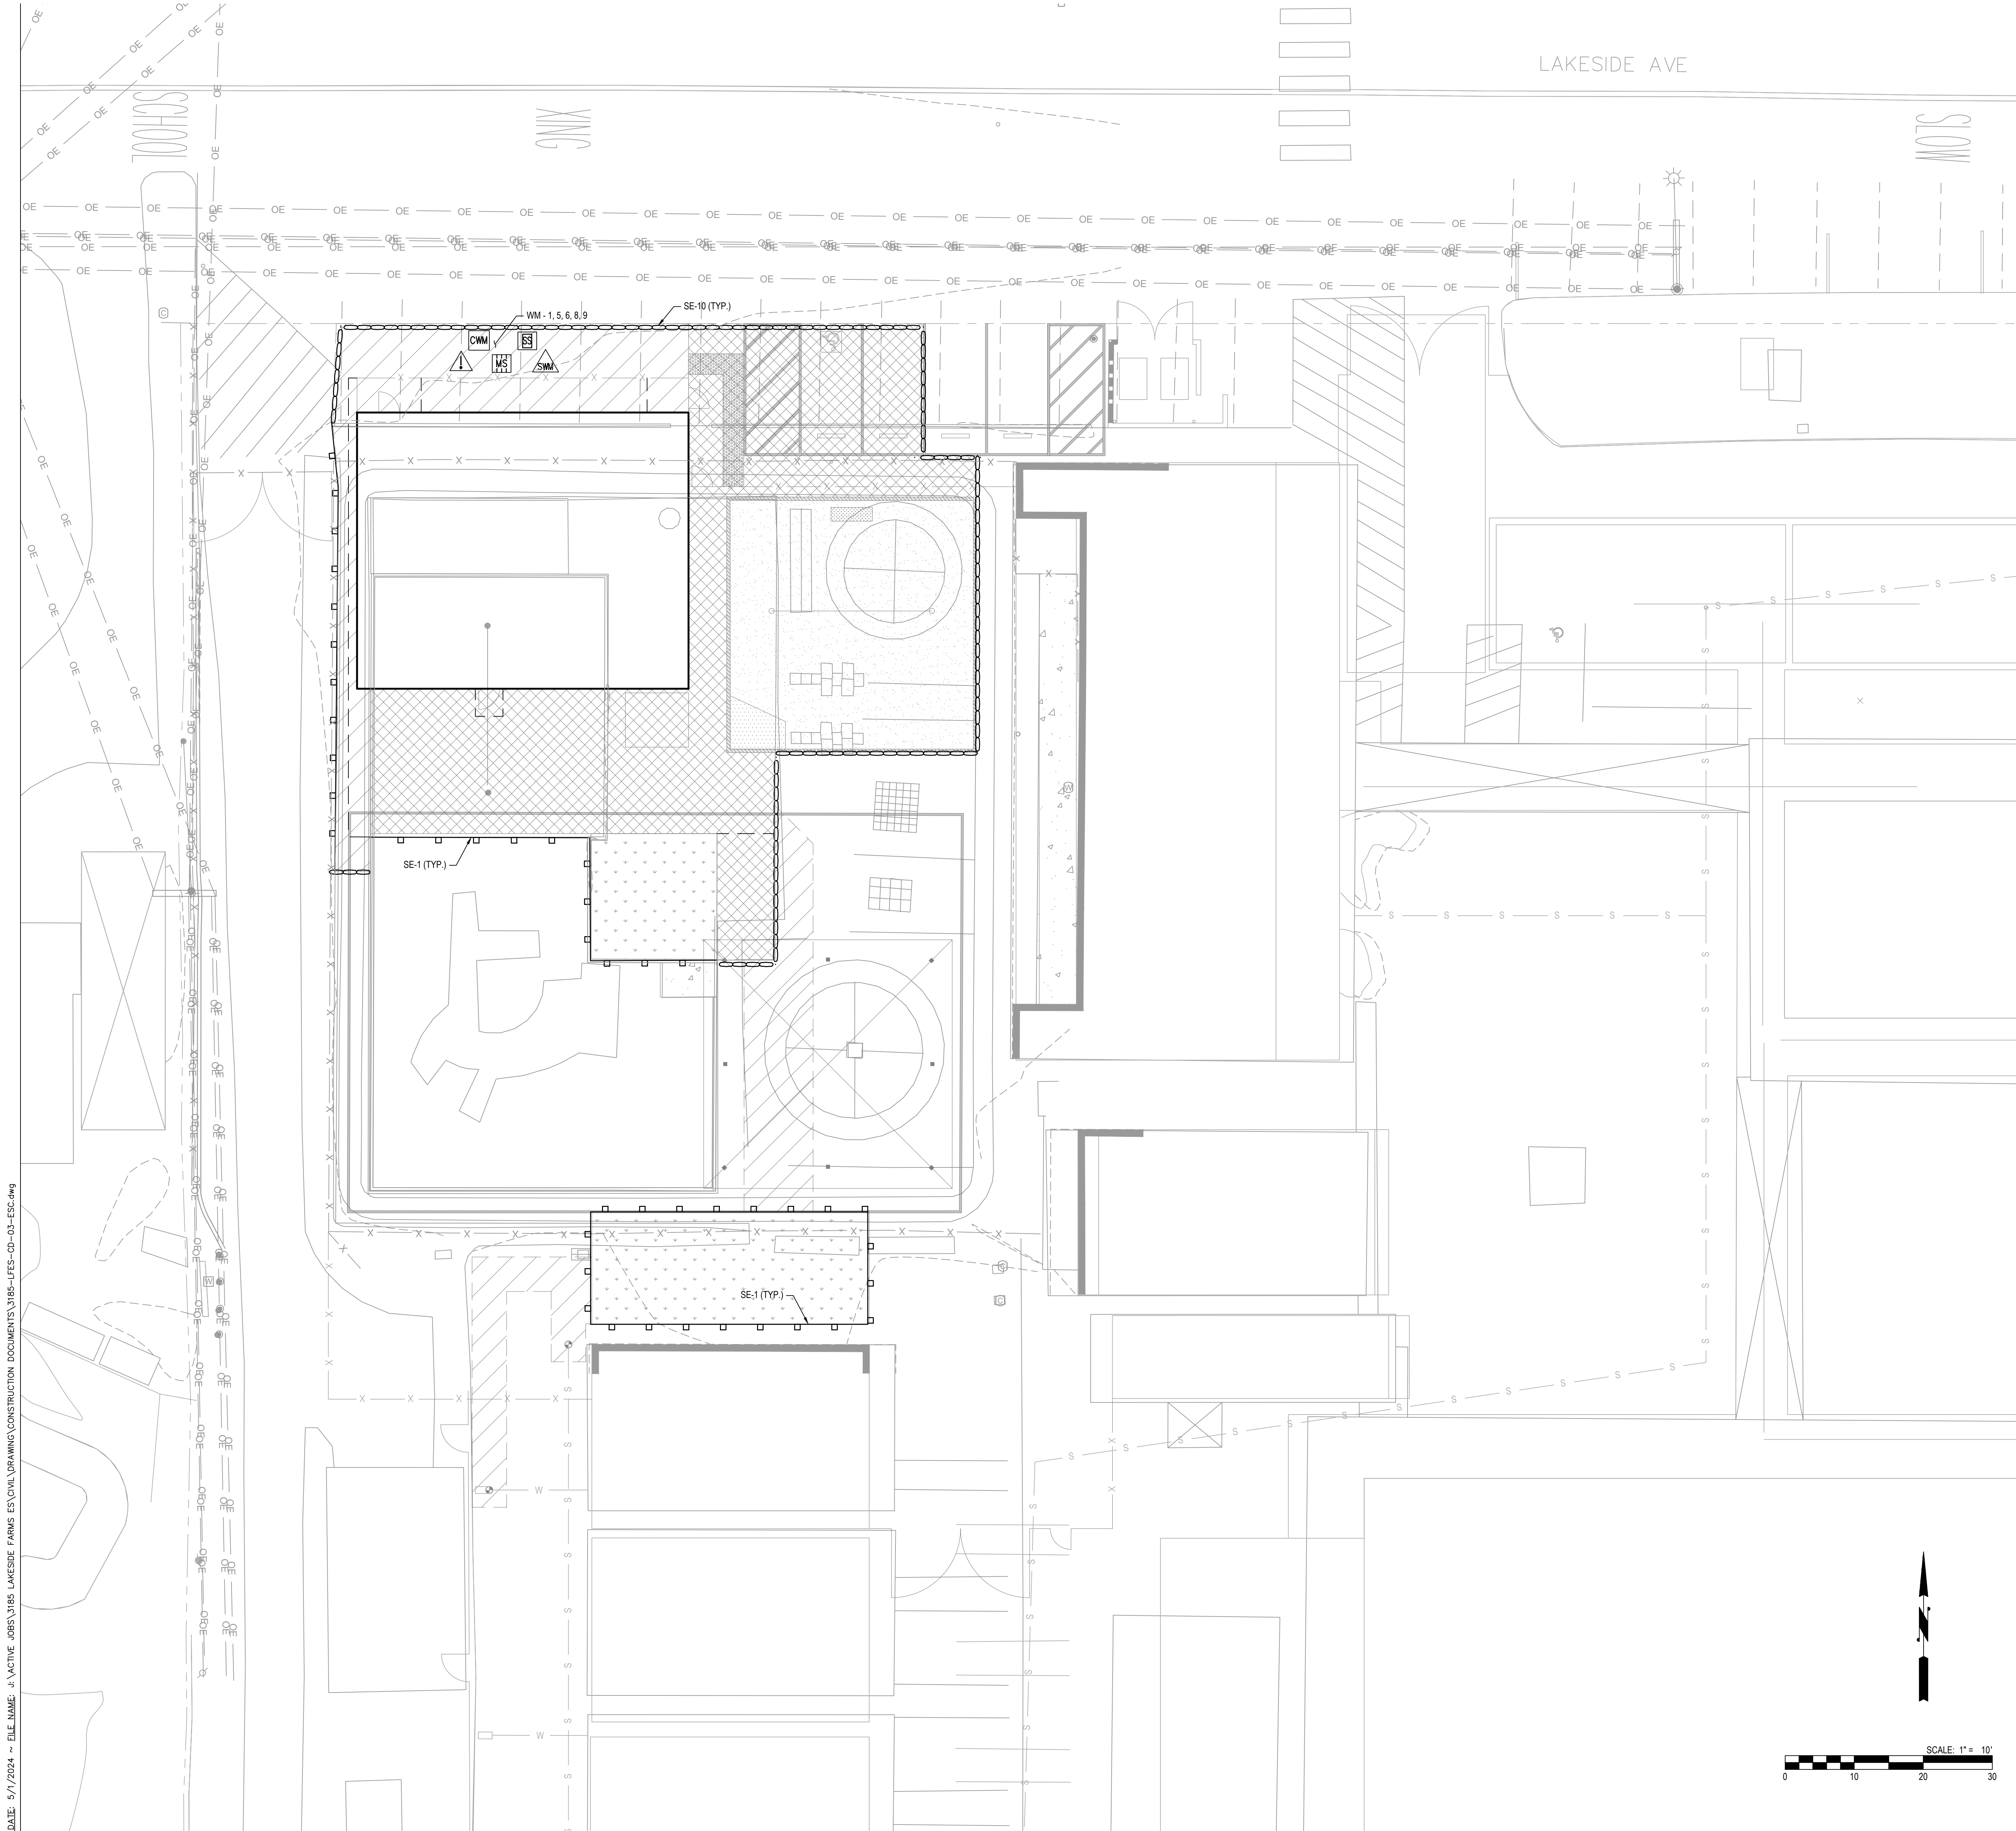 LAKESIDE AVE
SCHOOL
XING
SLOW
SE-10 (TYP.)
WM - 1, 5, 6, 8, 9
CWM
SS
!
MS
SWM
SE-1 (TYP.)
SE-1 (TYP.)
OE
X
S
W
C
N
SCALE: 1" = 10'
0 10 20 30
DATE: 5/1/2024 ~ FILE NAME: J:\ACTIVE JOBS\3185 LAKESIDE FARMS ES\CIVIL\DRAWING\CONSTRUCTION DOCUMENTS\3185-LFES-CD-03-ESC.dwg